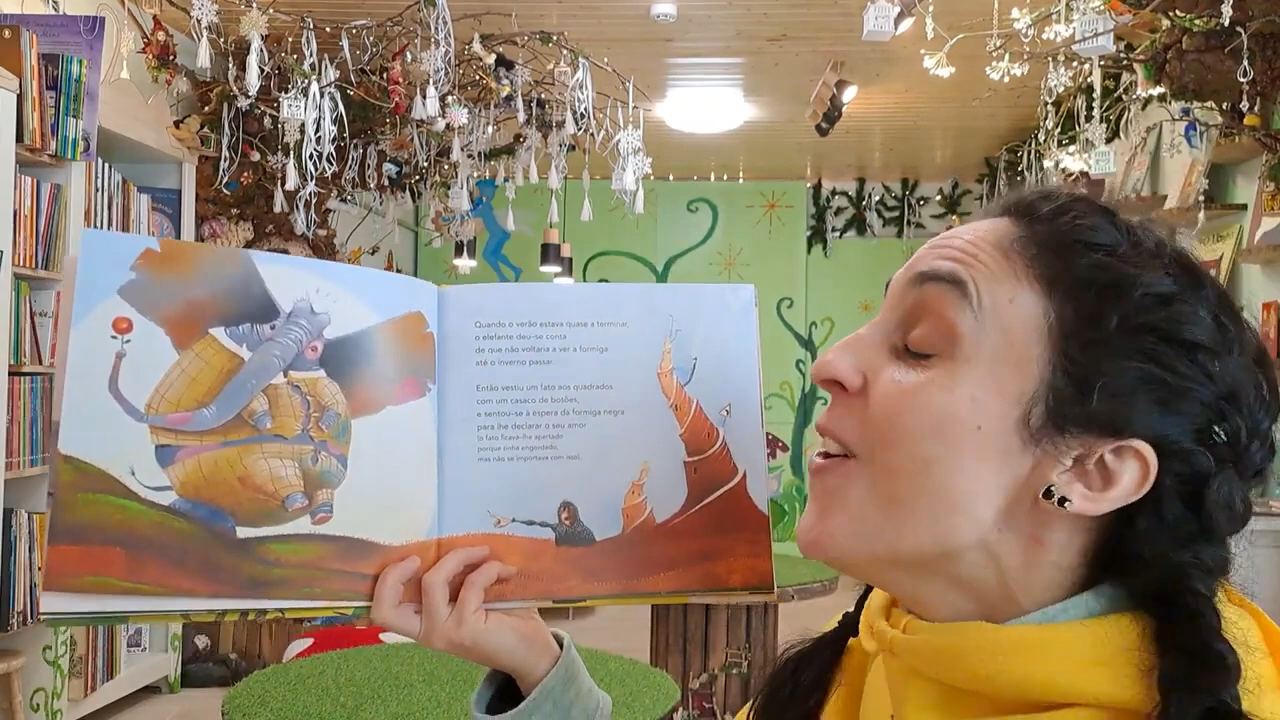 Quando o verão estava quase a terminar,
o elefante deu-se conta
de que não voltaria a ver a formiga
até o inverno passar.
Então vestiu um fato aos quadrados
com um casaco de botões,
e sentou-se à espera da formiga negra
para lhe declarar o seu amor
(o fato ficava-lhe apertado
porque tinha engordado,
mas não se importava com isso).